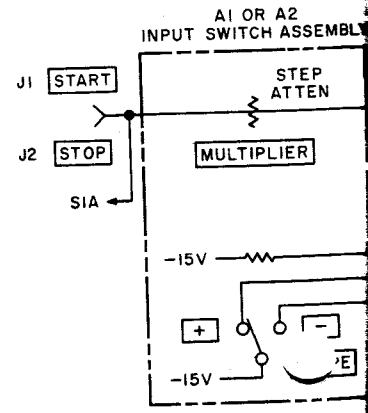 A1 OR A2
INPUT SWITCH ASSEMBLY
J1 START
STEP
ATTEN
J2 STOP
MULTIPLIER
S1A
-15V
+
-
-15V